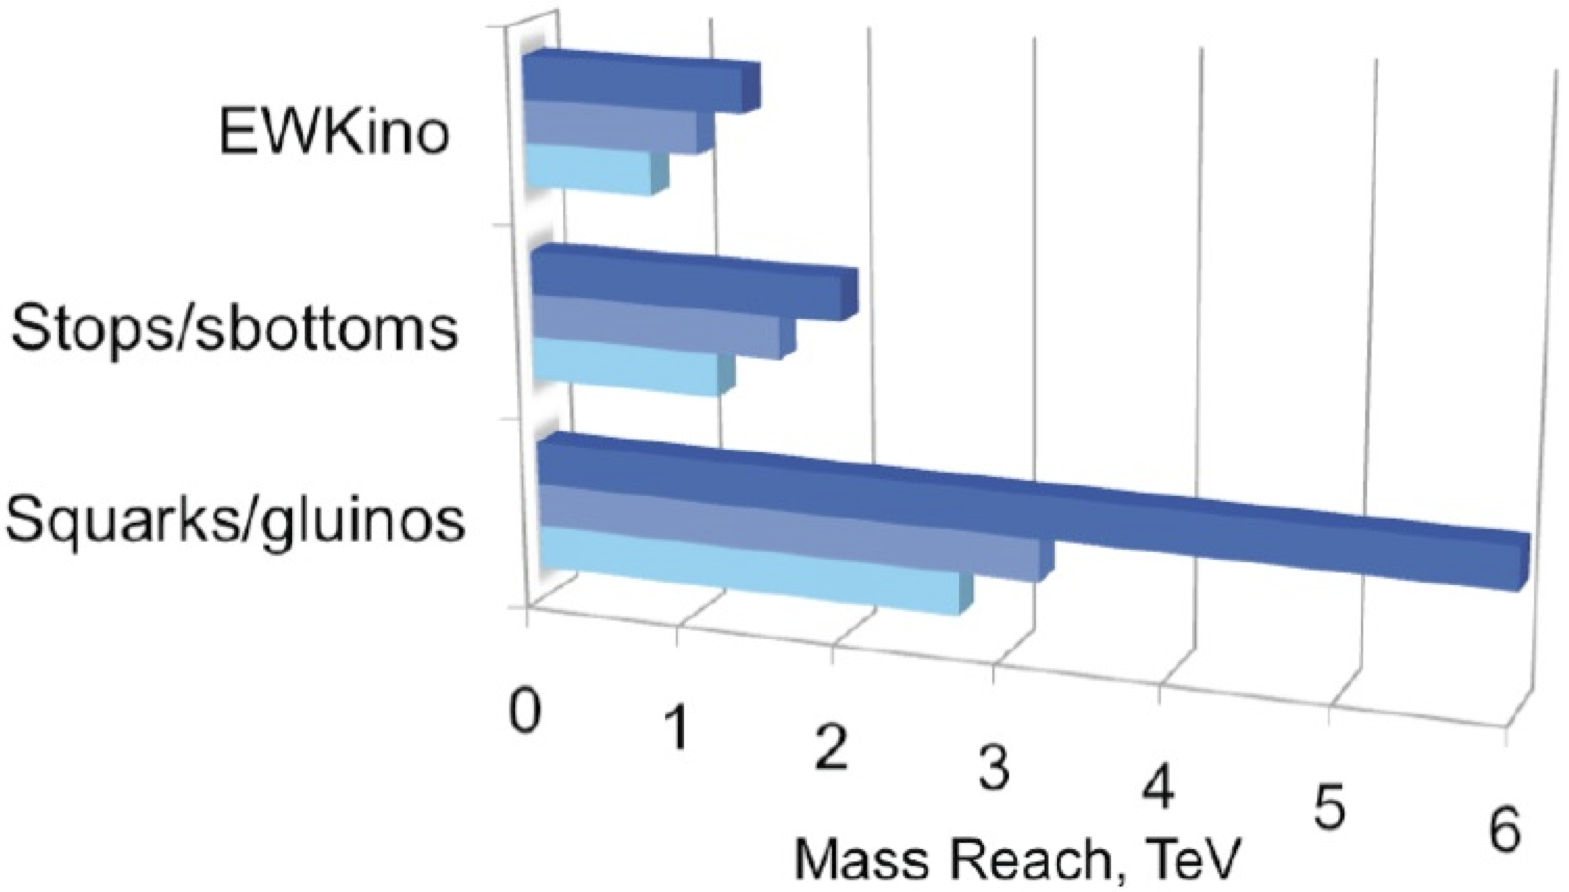 EWKino
Stops/sbottoms
Squarks/gluinos
0
1
2
3
4
5
6
Mass Reach, TeV